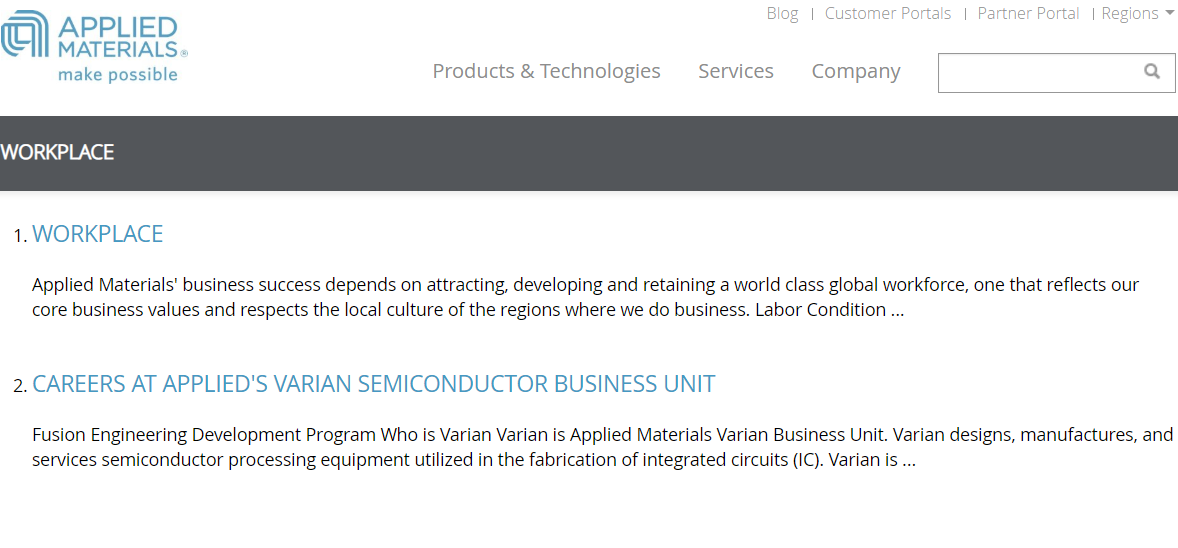 APPLIED
MATERIALS®
make possible
Blog | Customer Portals | Partner Portal | Regions
Products & Technologies Services Company
WORKPLACE
1. WORKPLACE
Applied Materials' business success depends on attracting, developing and retaining a world class global workforce, one that reflects our
core business values and respects the local culture of the regions where we do business. Labor Condition ...
2. CAREERS AT APPLIED'S VARIAN SEMICONDUCTOR BUSINESS UNIT
Fusion Engineering Development Program Who is Varian Varian is Applied Materials Varian Business Unit. Varian designs, manufactures, and
services semiconductor processing equipment utilized in the fabrication of integrated circuits (IC). Varian is ...